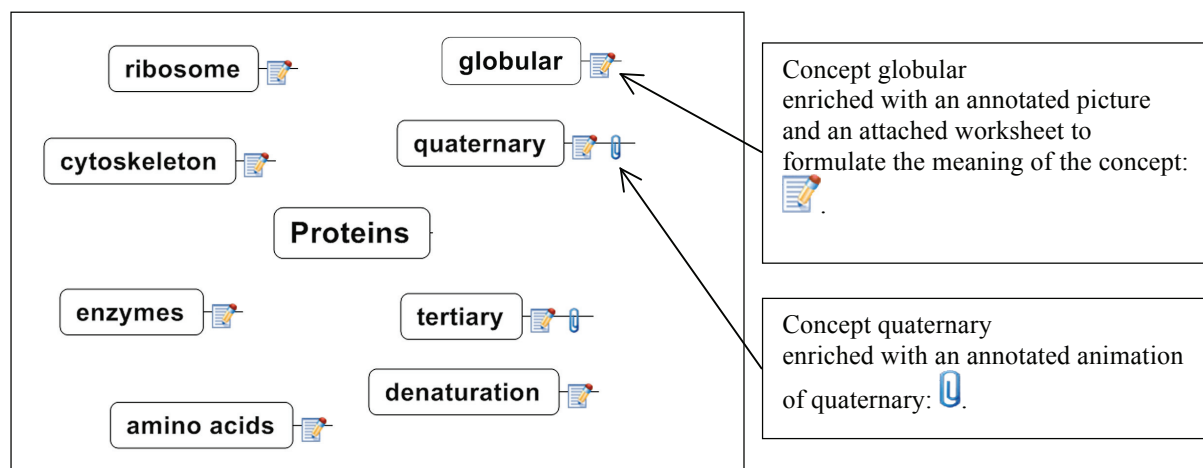 ribosome
globular
cytoskeleton
quaternary
Proteins
enzymes
tertiary
denaturation
amino acids
Concept globular
enriched with an annotated picture
and an attached worksheet to
formulate the meaning of the concept:
.
Concept quaternary
enriched with an annotated animation
of quaternary: .